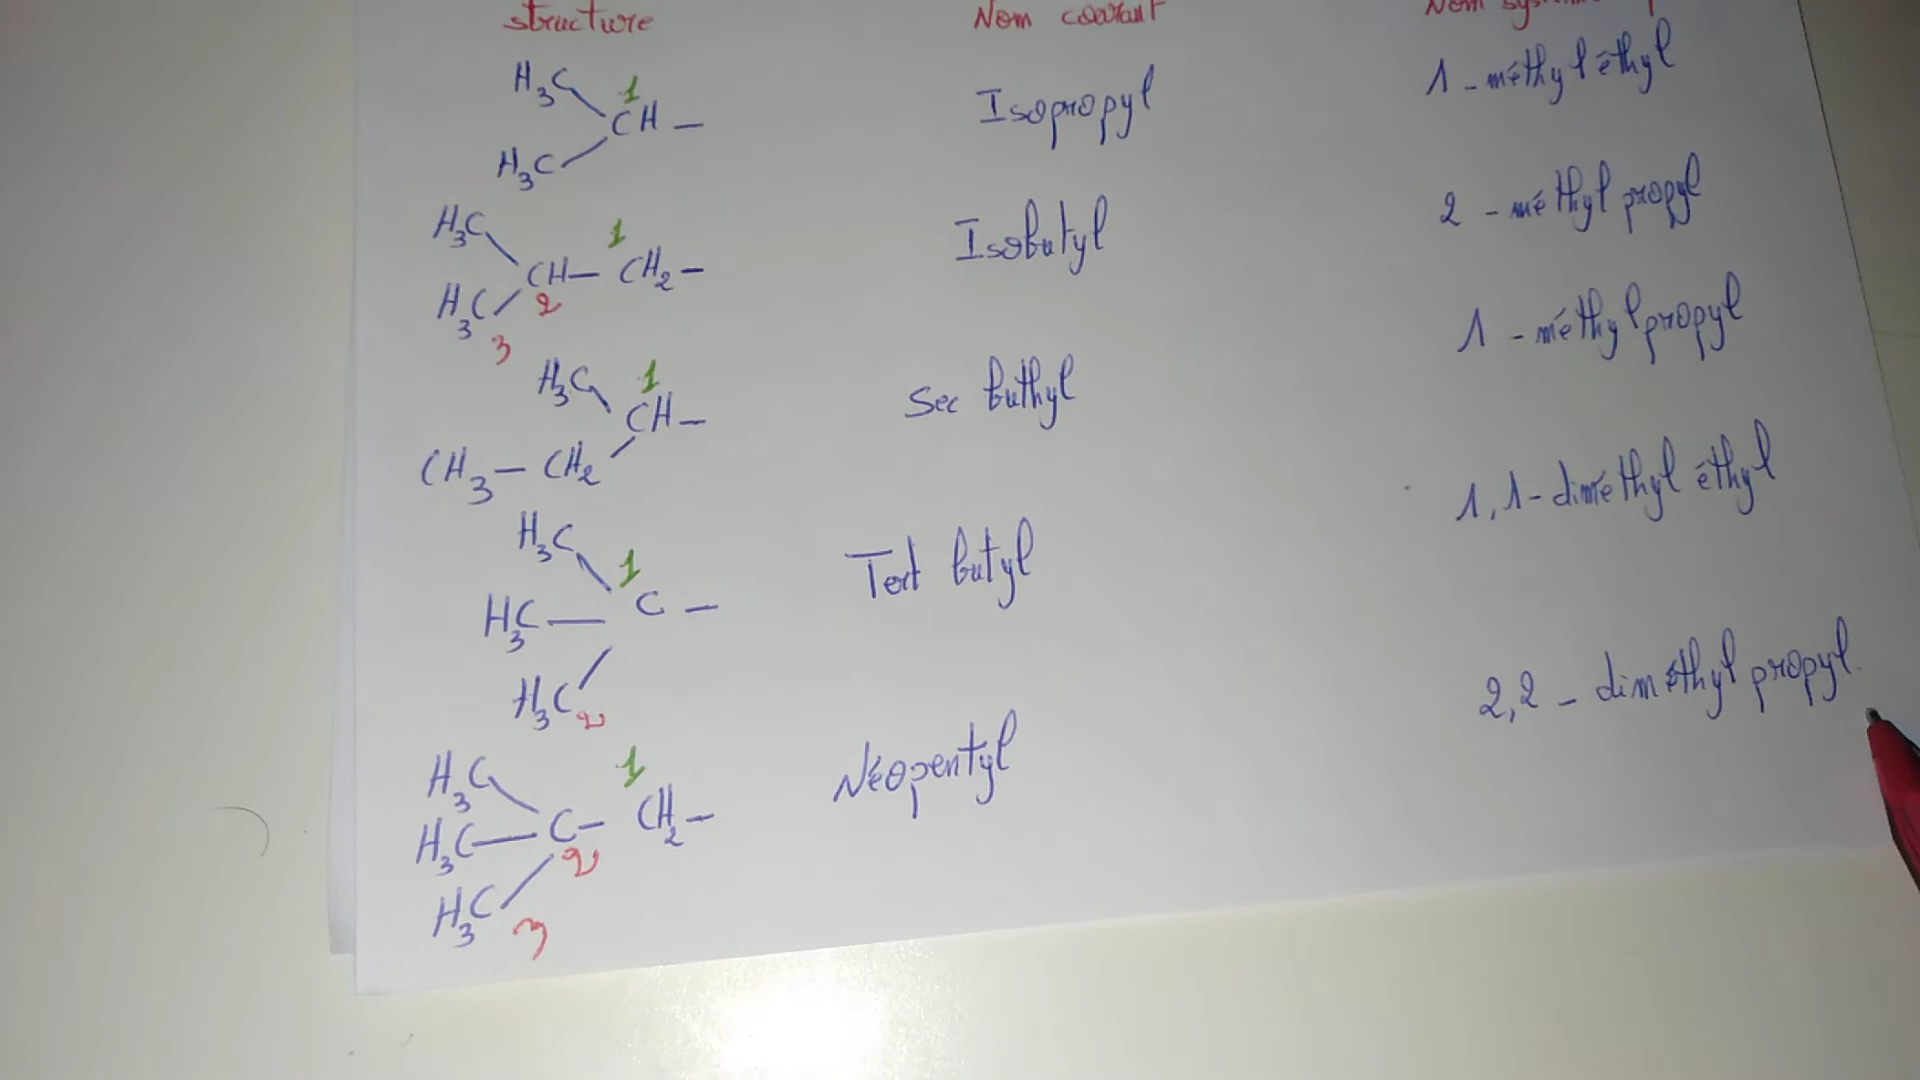 structure Nom courant Nom
H3C 1
CH - Isopropyl 1-méthyl éthyl
H3C
H3C 1
CH - CH2 - Isobutyl 2-méthyl propyl
H3C 2
3
H3C 1
CH - Sec buthyl 1-méthyl propyl
CH3 - CH2
H3C 1
H3C - C - Tert butyl 1,1-diméthyl éthyl
H3C 2
H3C 1
H3C - C - CH2 - Néopentyl 2,2-diméthyl propyl.
2
H3C 3